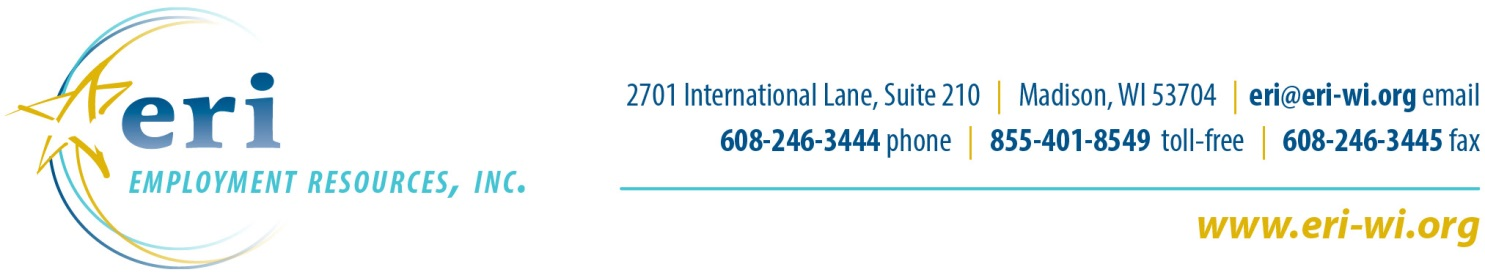 eri
EMPLOYMENT RESOURCES, INC.
2701 International Lane, Suite 210 | Madison, WI 53704 | eri@eri-wi.org email
608-246-3444 phone | 855-401-8549 toll-free | 608-246-3445 fax
www.eri-wi.org